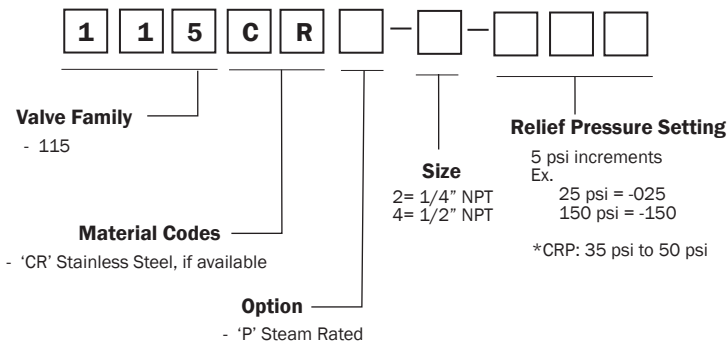 1 1 5 C R – –
Valve Family
- 115
Relief Pressure Setting
5 psi increments
Ex.
25 psi = -025
150 psi = -150
*CRP: 35 psi to 50 psi
Size
2= 1/4” NPT
4= 1/2” NPT
Material Codes
- ‘CR’ Stainless Steel, if available
Option
- ‘P’ Steam Rated